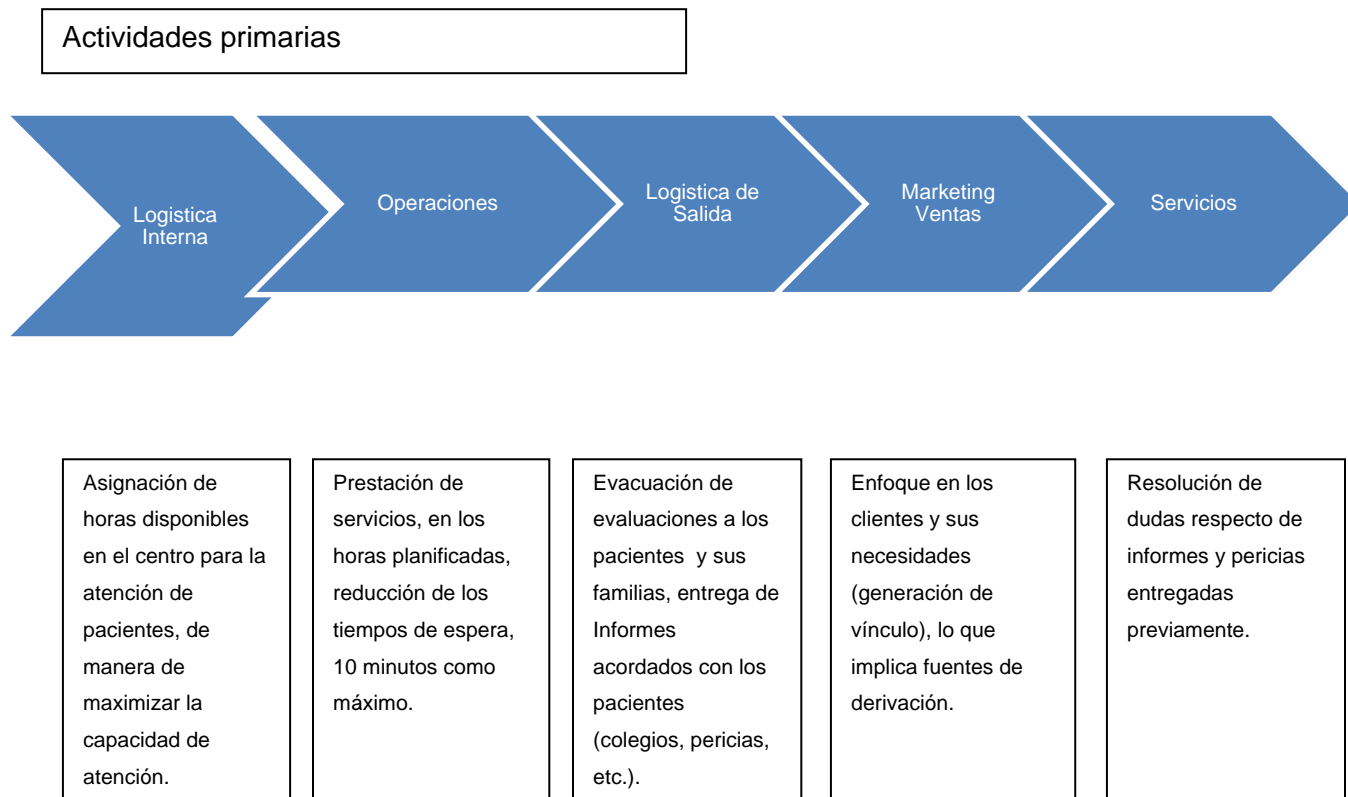 Actividades primarias
Logistica
Interna
Operaciones
Logistica de
Salida
Marketing
Ventas
Servicios
Asignación de
horas disponibles
en el centro para la
atención de
pacientes, de
manera de
maximizar la
capacidad de
atención.
Prestación de
servicios, en los
horas planificadas,
reducción de los
tiempos de espera,
10 minutos como
máximo.
Evacuación de
evaluaciones a los
pacientes y sus
familias, entrega de
Informes
acordados con los
pacientes
(colegios, pericias,
etc.).
Enfoque en los
clientes y sus
necesidades
(generación de
vínculo), lo que
implica fuentes de
derivación.
Resolución de
dudas respecto de
informes y pericias
entregadas
previamente.